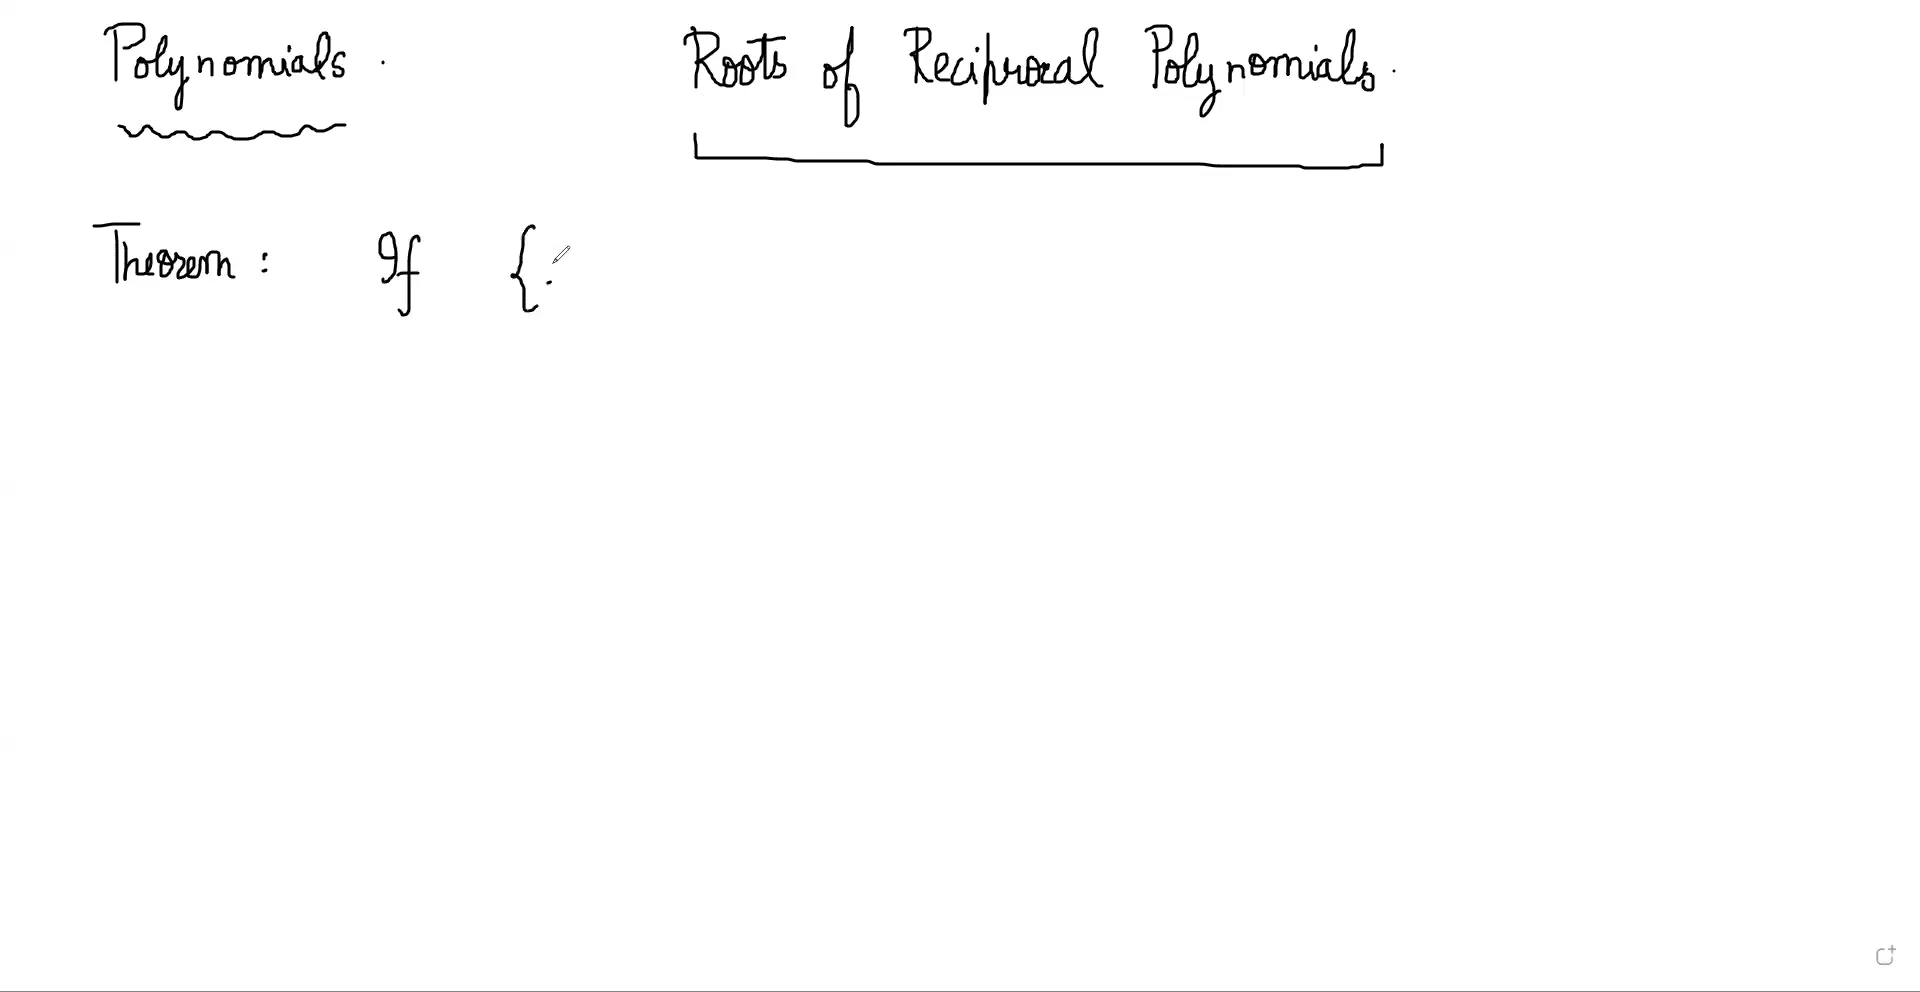 Polynomials. Roots of Reciprocal Polynomials.
Theorem : If {